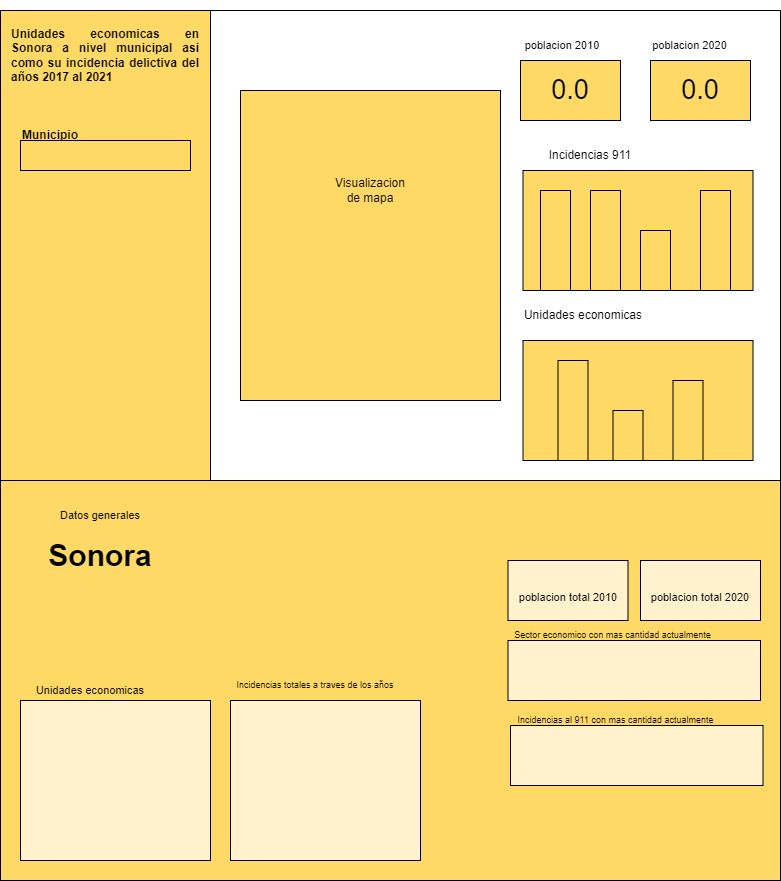 Unidades economicas en
Sonora a nivel municipal asi
como su incidencia delictiva del
años 2017 al 2021
Municipio
Visualizacion
de mapa
poblacion 2010
poblacion 2020
0.0
0.0
Incidencias 911
Unidades economicas
Datos generales
Sonora
poblacion total 2010
poblacion total 2020
Sector economico con mas cantidad actualmente
Unidades economicas
Incidencias totales a traves de los años
Incidencias al 911 con mas cantidad actualmente